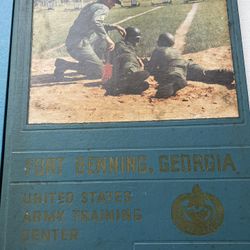 FORT BENNING, GEORGIA
UNITED STATES
ARMY TRAINING
CENTER